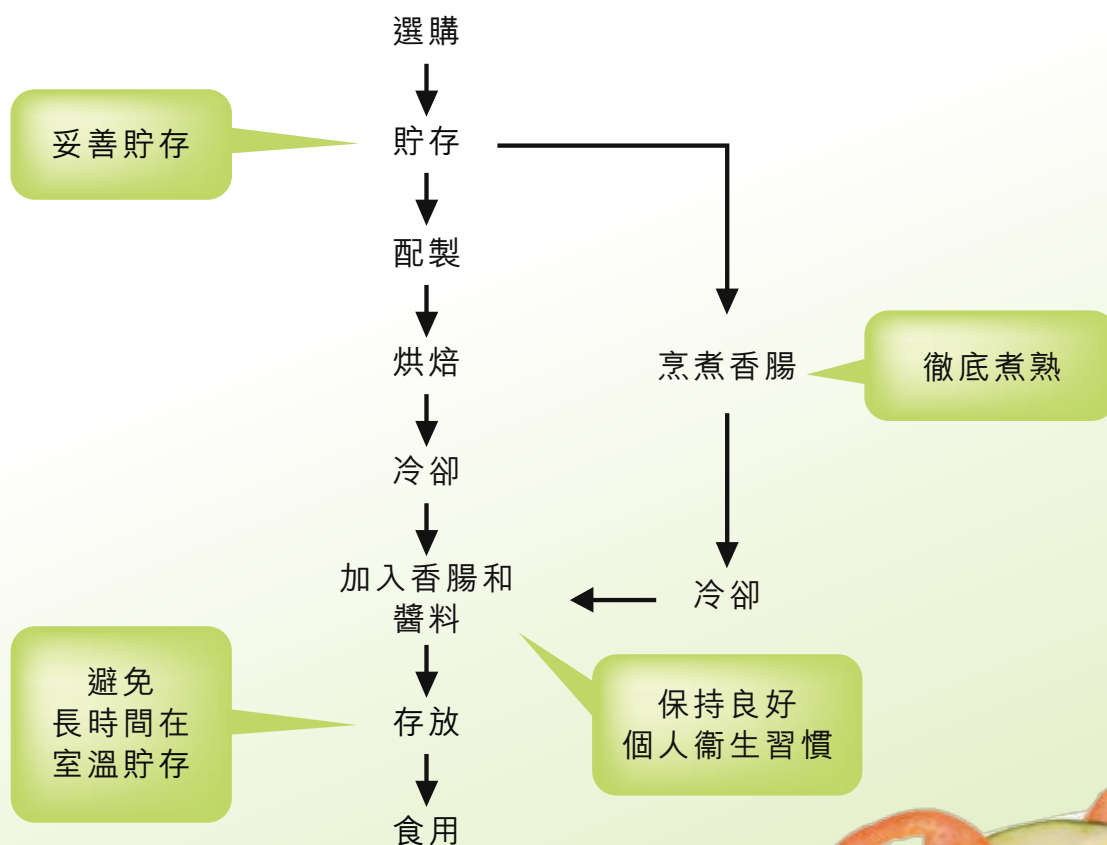 選購
妥善貯存
貯存
配製
烘焙
烹煮香腸
徹底煮熟
冷卻
加入香腸和
醬料
冷卻
避免
長時間在
室溫貯存
存放
保持良好
個人衞生習慣
食用